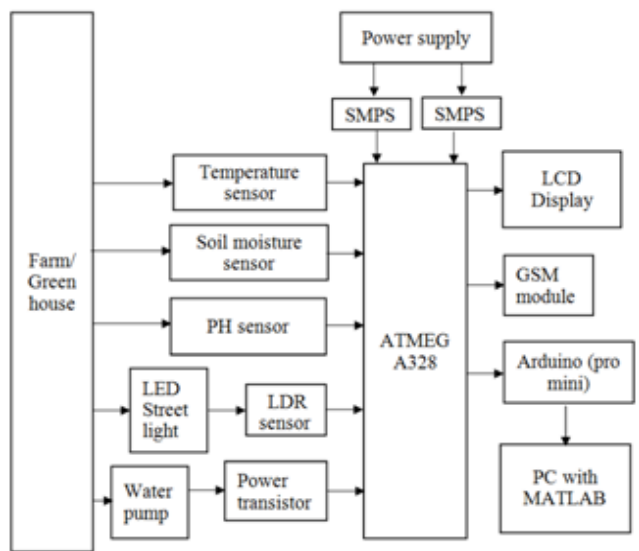 Power supply
SMPS
SMPS
Farm/
Green
house
Temperature
sensor
Soil moisture
sensor
PH sensor
LED
Street
light
LDR
sensor
Water
pump
Power
transistor
ATMEG
A328
LCD
Display
GSM
module
Arduino (pro
mini)
PC with
MATLAB